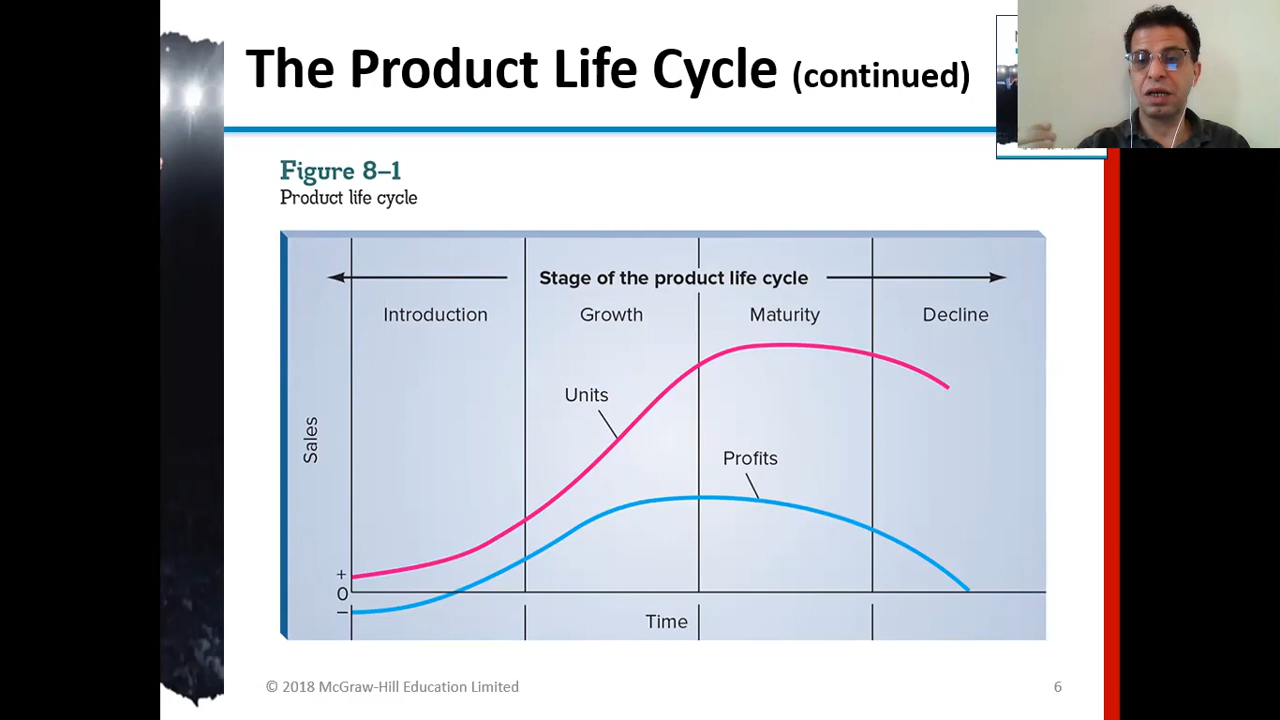 The Product Life Cycle (continued)
Figure 8–1
Product life cycle
Stage of the product life cycle
Introduction
Growth
Maturity
Decline
Units
Sales
Profits
+
0
–
Time
© 2018 McGraw-Hill Education Limited
6